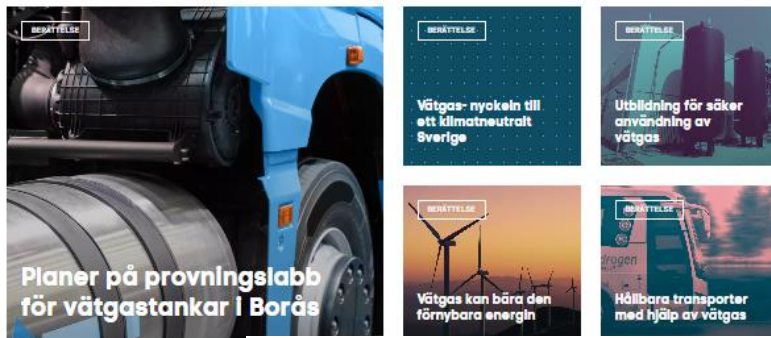 BERÄTTELSE
Planer på provningslabb
för vätgastankar i Borås
BERÄTTELSE
Vätgas- nyckeln till
ett klimatneutralt
Sverige
BERÄTTELSE
Utbildning för säker
användning av
vätgas
BERÄTTELSE
Vätgas kan bära den
förnybara energin
BERÄTTELSE
drogen
Hållbara transporter
med hjälp av vätgas